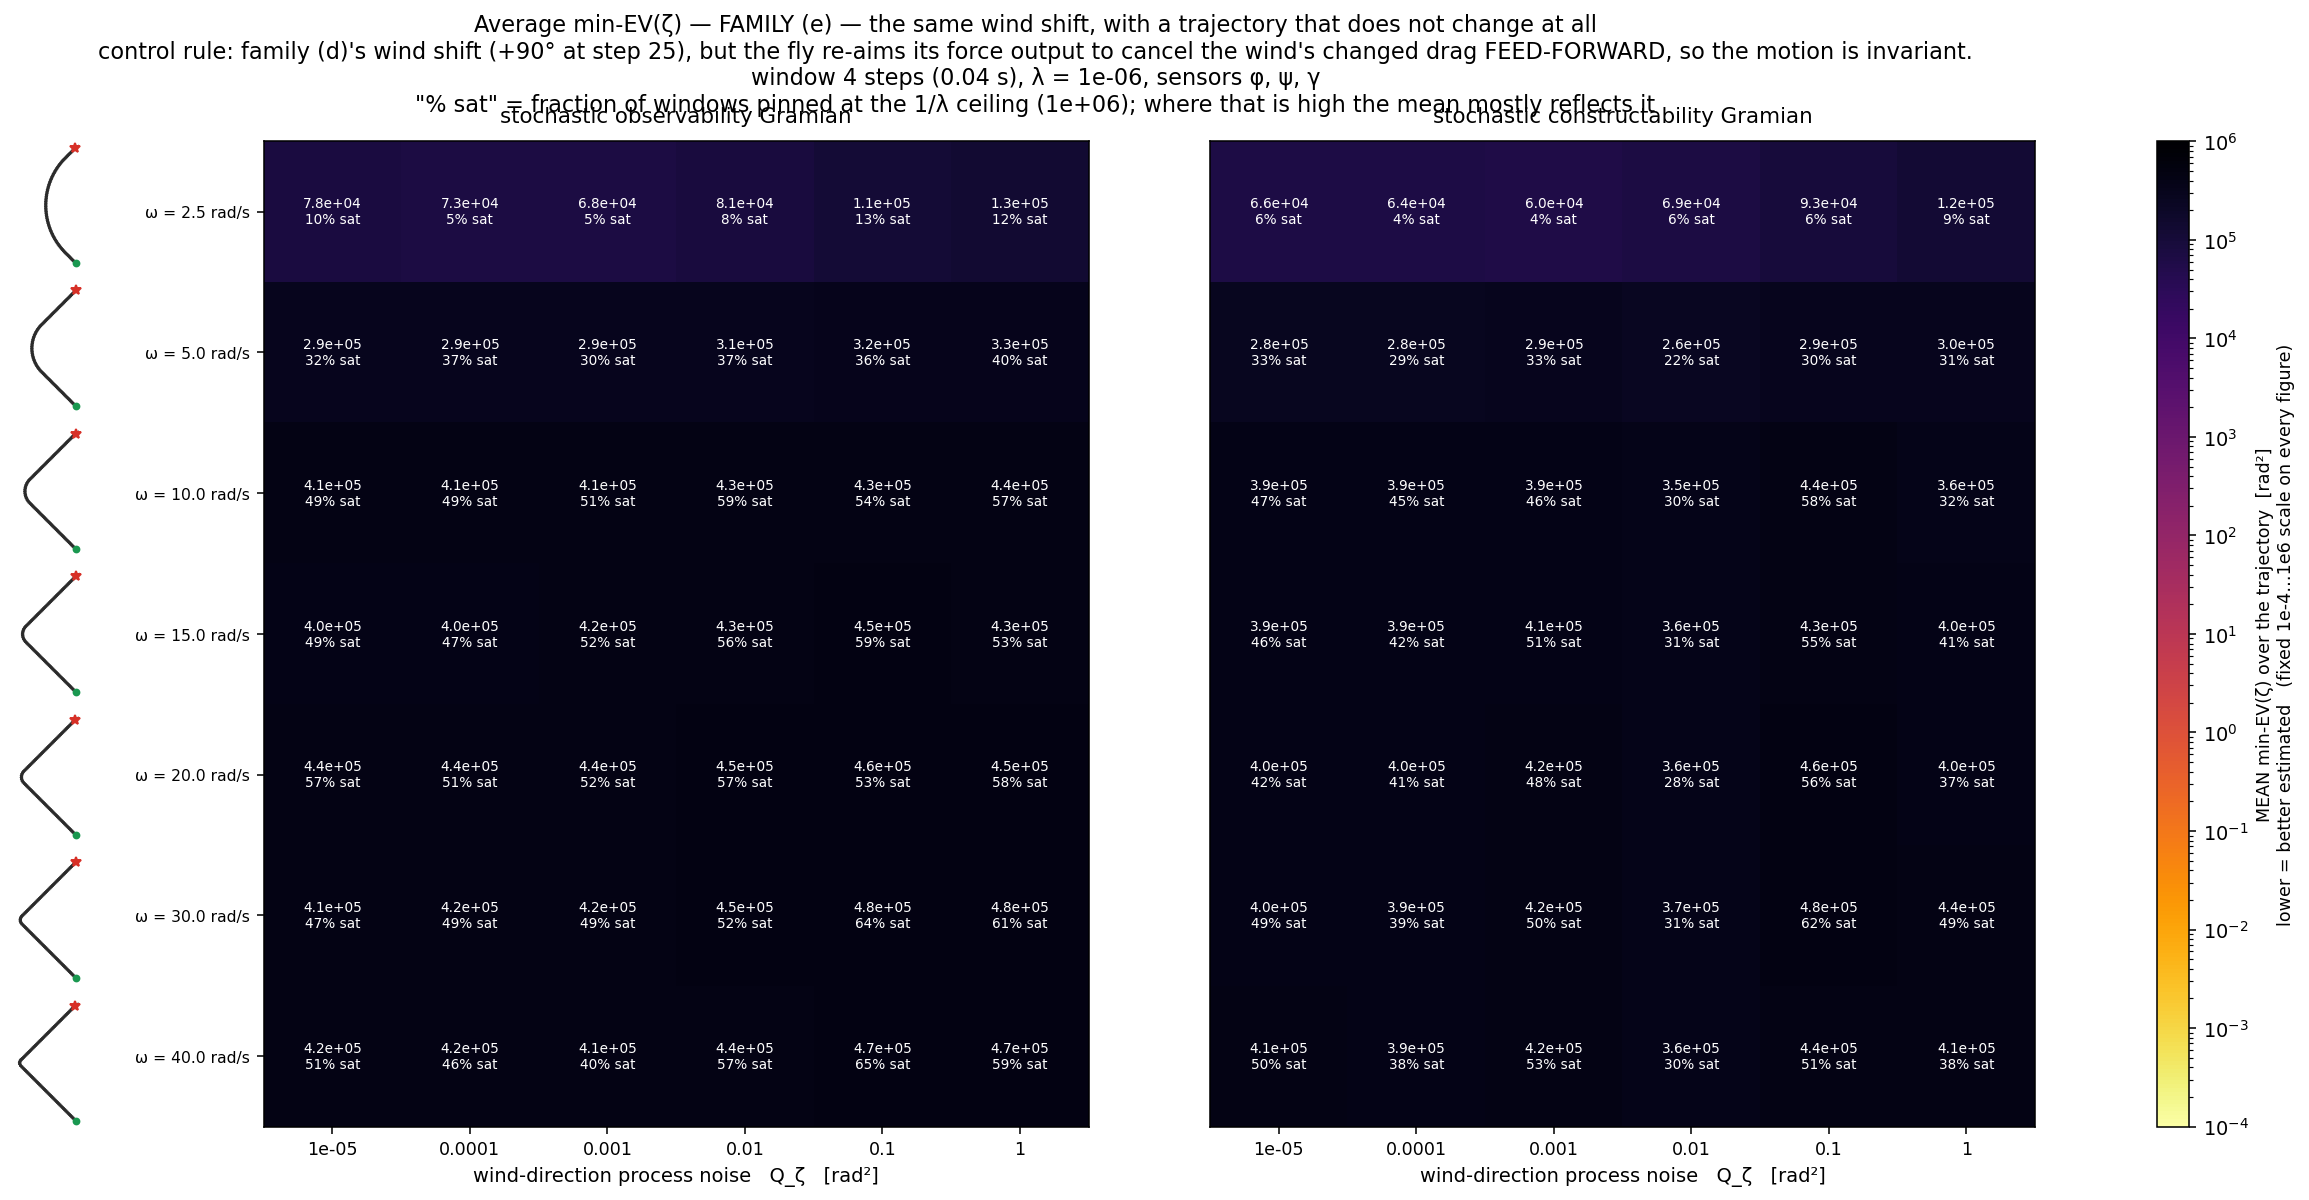 Average min-EV(ζ) — FAMILY (e) — the same wind shift, with a trajectory that does not change at all
control rule: family (d)'s wind shift (+90° at step 25), but the fly re-aims its force output to cancel the wind's changed drag FEED-FORWARD, so the motion is invariant.
window 4 steps (0.04 s), λ = 1e-06, sensors φ, ψ, γ
"% sat" = fraction of windows pinned at the 1/λ ceiling (1e+06); where that is high the mean mostly reflects it
stochastic observability Gramian
ω = 2.5 rad/s
7.8e+04 7.3e+04 6.8e+04 8.1e+04 1.1e+05 1.3e+05
10% sat 5% sat 5% sat 8% sat 13% sat 12% sat
ω = 5.0 rad/s
2.9e+05 2.9e+05 2.9e+05 3.1e+05 3.2e+05 3.3e+05
32% sat 37% sat 30% sat 37% sat 36% sat 40% sat
ω = 10.0 rad/s
4.1e+05 4.1e+05 4.1e+05 4.3e+05 4.3e+05 4.4e+05
49% sat 49% sat 51% sat 59% sat 54% sat 57% sat
ω = 15.0 rad/s
4.0e+05 4.0e+05 4.2e+05 4.3e+05 4.5e+05 4.3e+05
49% sat 47% sat 52% sat 56% sat 59% sat 53% sat
ω = 20.0 rad/s
4.4e+05 4.4e+05 4.4e+05 4.5e+05 4.6e+05 4.5e+05
57% sat 51% sat 52% sat 57% sat 53% sat 58% sat
ω = 30.0 rad/s
4.1e+05 4.2e+05 4.2e+05 4.5e+05 4.8e+05 4.8e+05
47% sat 49% sat 49% sat 52% sat 64% sat 61% sat
ω = 40.0 rad/s
4.2e+05 4.2e+05 4.1e+05 4.4e+05 4.7e+05 4.7e+05
51% sat 46% sat 40% sat 57% sat 65% sat 59% sat
1e-05 0.0001 0.001 0.01 0.1 1
wind-direction process noise Q_ζ [rad²]
stochastic constructability Gramian
6.6e+04 6.4e+04 6.0e+04 6.9e+04 9.3e+04 1.2e+05
6% sat 4% sat 4% sat 6% sat 6% sat 9% sat
2.8e+05 2.8e+05 2.9e+05 2.6e+05 2.9e+05 3.0e+05
33% sat 29% sat 33% sat 22% sat 30% sat 31% sat
3.9e+05 3.9e+05 3.9e+05 3.5e+05 4.4e+05 3.6e+05
47% sat 45% sat 46% sat 30% sat 58% sat 32% sat
3.9e+05 3.9e+05 4.1e+05 3.6e+05 4.3e+05 4.0e+05
46% sat 42% sat 51% sat 31% sat 55% sat 41% sat
4.0e+05 4.0e+05 4.2e+05 3.6e+05 4.6e+05 4.0e+05
42% sat 41% sat 48% sat 28% sat 56% sat 37% sat
4.0e+05 3.9e+05 4.2e+05 3.7e+05 4.8e+05 4.4e+05
49% sat 39% sat 50% sat 31% sat 62% sat 49% sat
4.1e+05 3.9e+05 4.2e+05 3.6e+05 4.4e+05 4.1e+05
50% sat 38% sat 53% sat 30% sat 51% sat 38% sat
1e-05 0.0001 0.001 0.01 0.1 1
wind-direction process noise Q_ζ [rad²]
10⁶
10⁵
10⁴
10³
10²
10¹
10⁰
10⁻¹
10⁻²
10⁻³
10⁻⁴
MEAN min-EV(ζ) over the trajectory [rad²]
lower = better estimated (fixed 1e-4...1e6 scale on every figure)